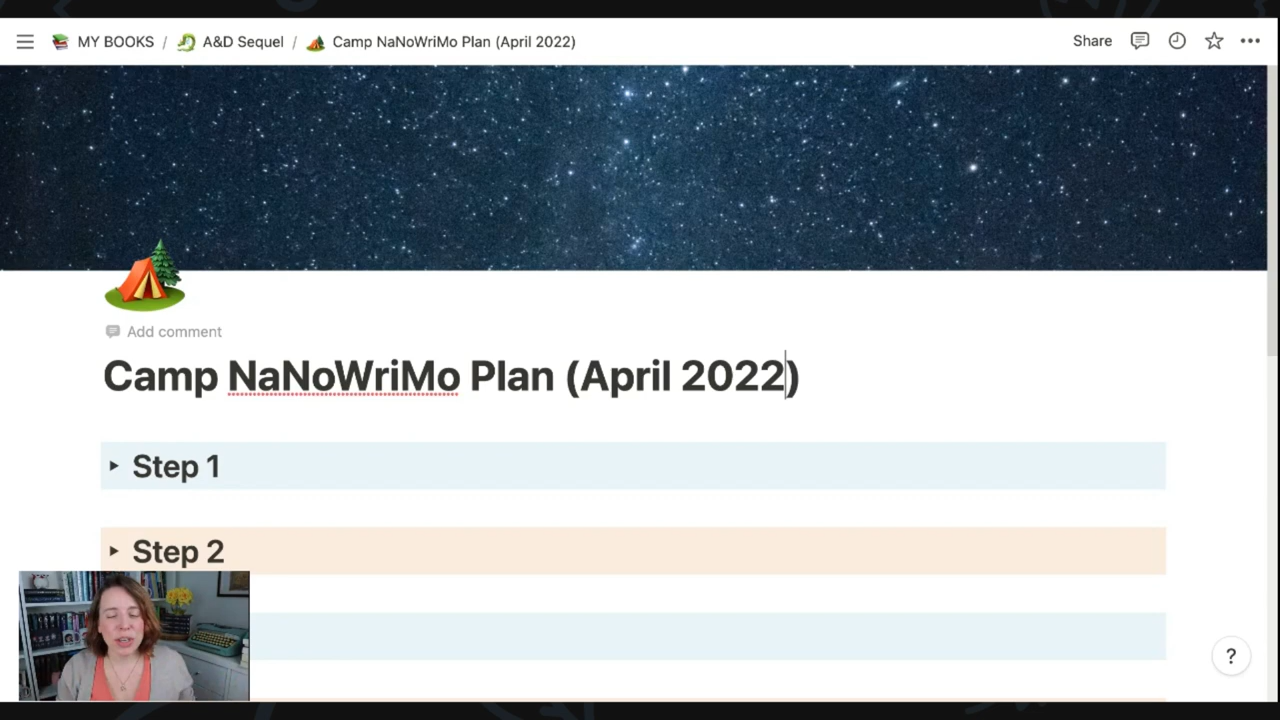 MY BOOKS / A&D Sequel / Camp NaNoWriMo Plan (April 2022)
Share
Add comment
Camp NaNoWriMo Plan (April 2022)
Step 1
Step 2
?